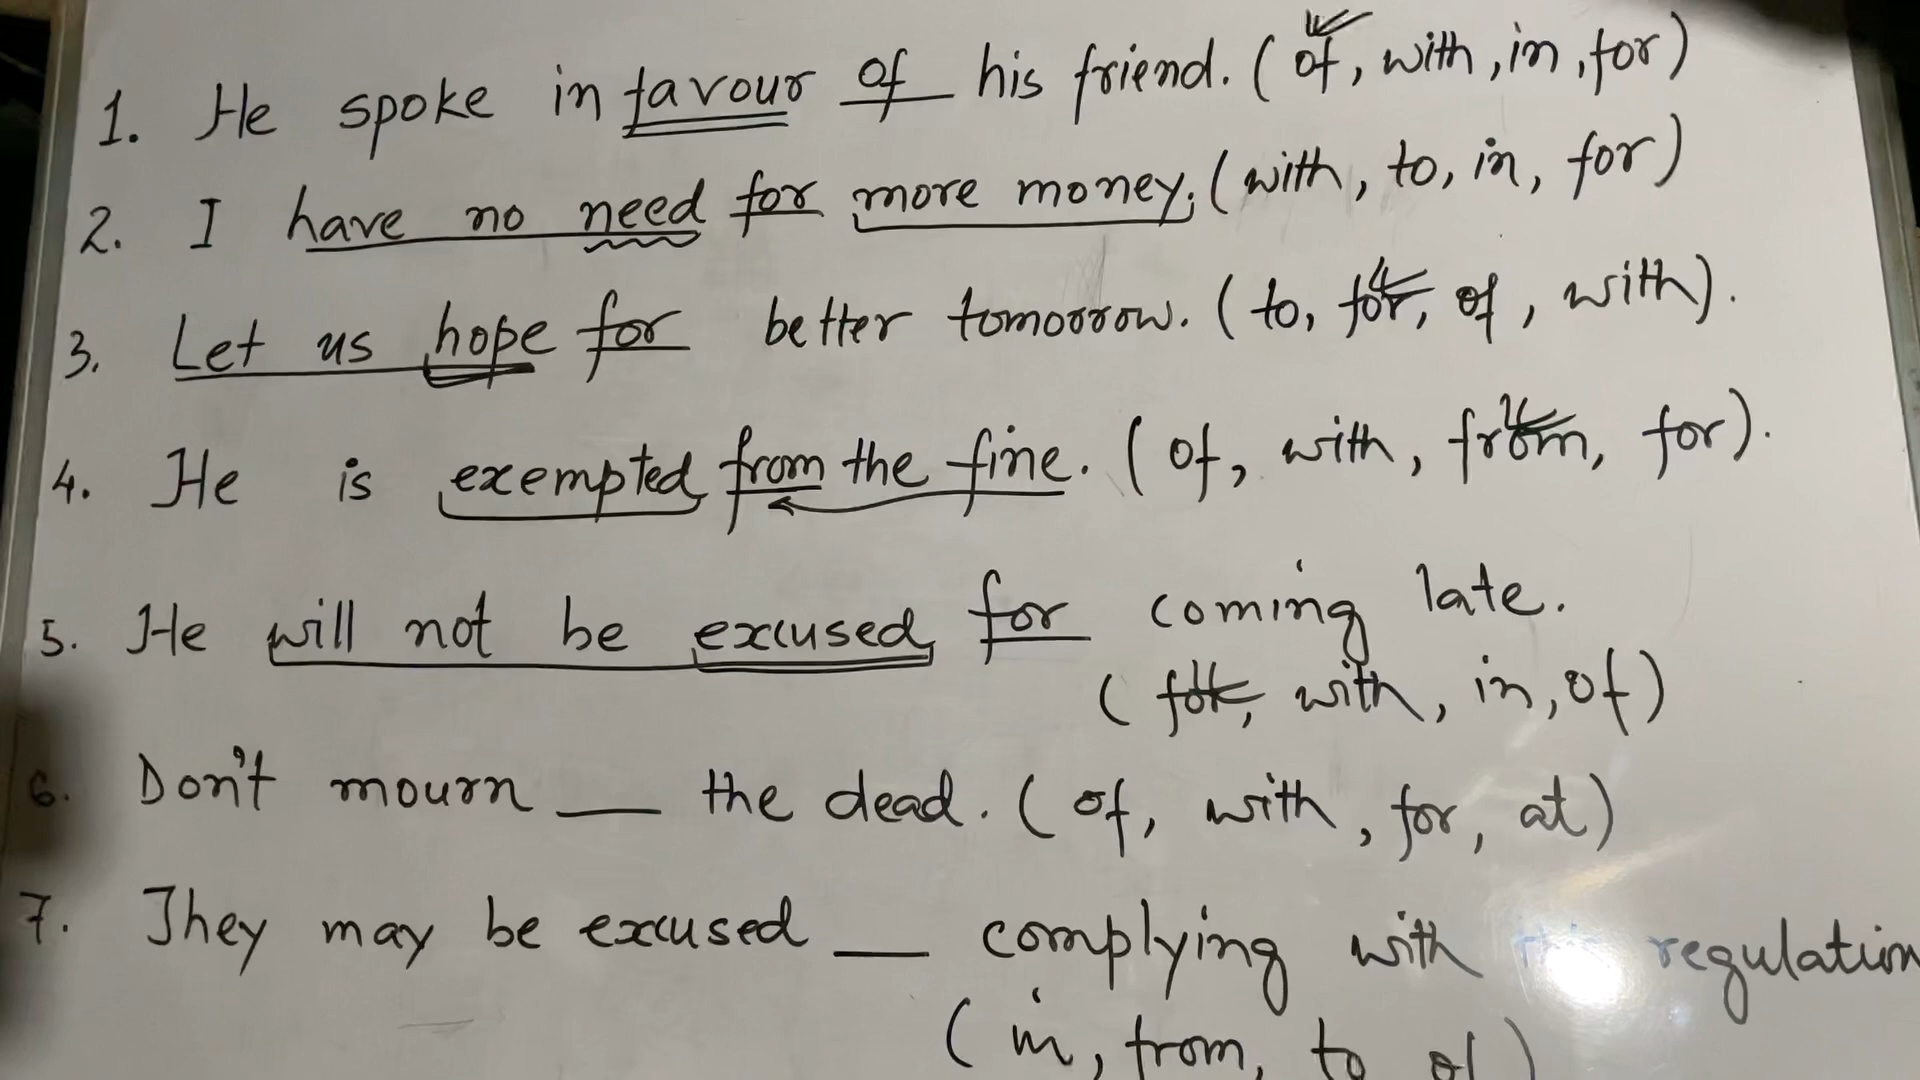 1. He spoke in favour of his friend. (of, with, in, for)
2. I have no need for more money. (with, to, in, for)
3. Let us hope for better tomorrow. (to, for, of, with).
4. He is exempted from the fine. (of, with, from, for).
5. He will not be excused for coming late.
(for, with, in, of)
6. Don't mourn __ the dead. (of, with, for, at)
7. They may be excused __ complying with regulation
(in, from, to of)